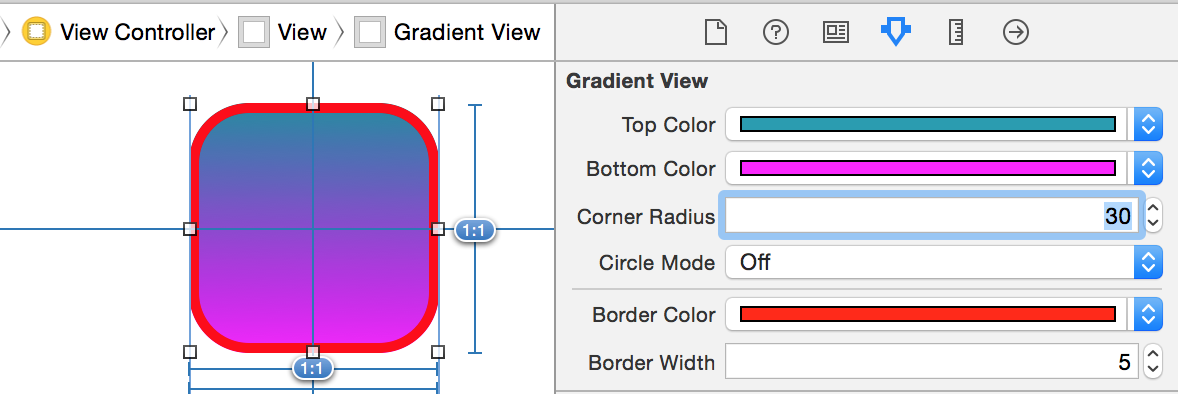 View Controller View Gradient View
Gradient View
Top Color
Bottom Color
Corner Radius 30
Circle Mode Off
Border Color
Border Width 5
1:1
1:1